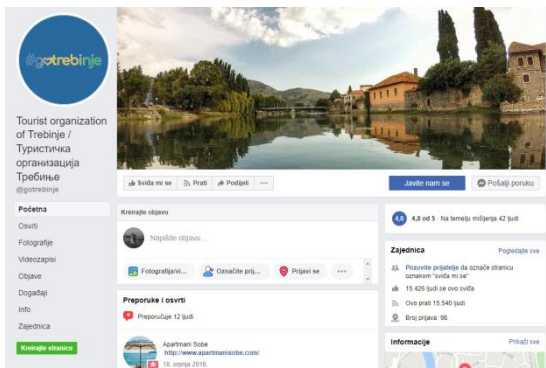 #gotrebinje
Tourist organization
of Trebinje /
Туристичка
организација
Требиње
@gotrebinje
Početna
Osvrti
Fotografije
Videozapisi
Objave
Događaji
Info
Zajednica
Kreirajte stranicu
Sviđa mi se
Prati
Podijeli
Javite nam se
Pošalji poruku
Kreirajte objavu
Napišite objavu...
Fotografija/vi...
Označite prij...
Prijavi se
Preporuke i osvrti
Preporučuje 12 ljudi
Apartmani Sobe
http://www.apartmanisobe.com/
18. srpnja 2018
4,8
4,8 od 5 · Na temelju mišljenja 42 ljudi
Zajednica
Pogledajte sve
Pozovite prijatelje da označe stranicu
oznakom "sviđa mi se"
15.426 ljudi se ovo sviđa
Ovo prati 15.540 ljudi
Broj prijava: 98
Informacije
Prikaži sve